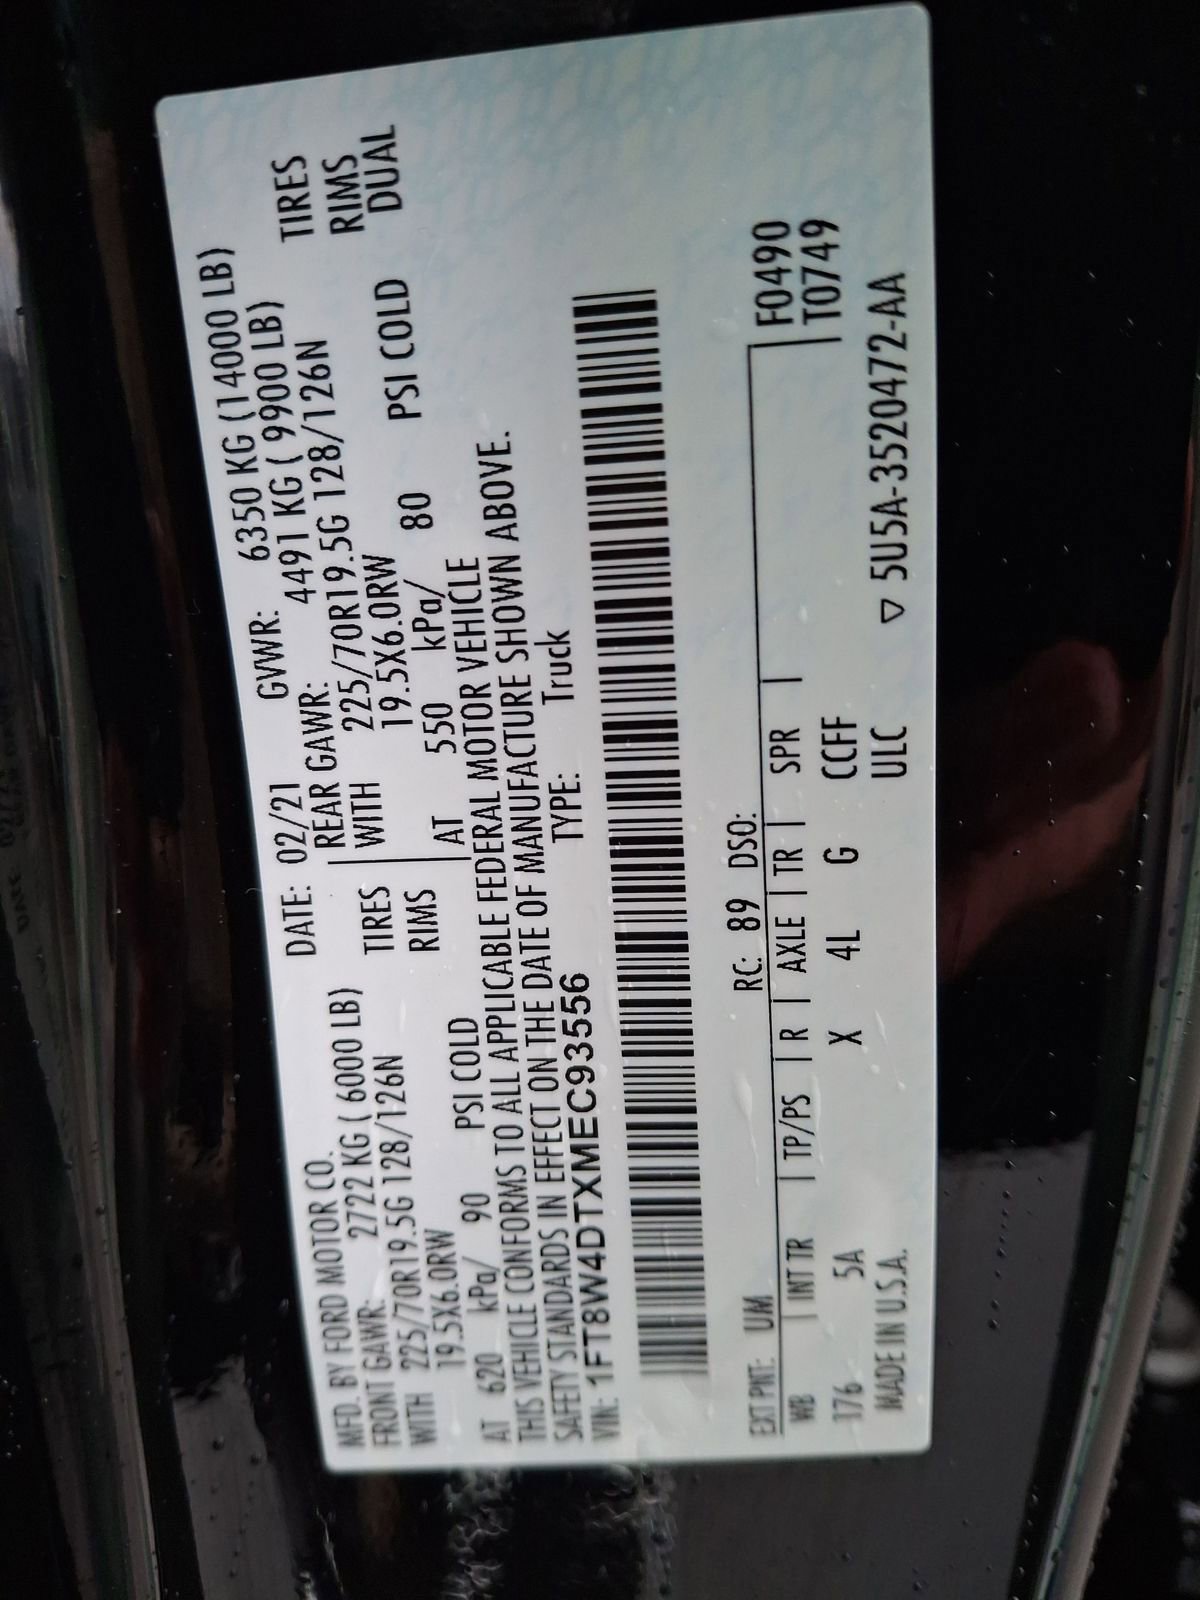 MFD. BY FORD MOTOR CO. DATE: 02/21 GVWR: 6350 KG (14000 LB)
FRONT GAWR: 2722 KG ( 6000 LB) REAR GAWR: 4491 KG ( 9900 LB)
WITH 225/70R19.5G 128/126N TIRES WITH 225/70R19.5G 128/126N TIRES
19.5X6.0RW RIMS 19.5X6.0RW RIMS
AT 620 kPa/ 90 PSI COLD AT 550 kPa/ 80 PSI COLD DUAL
THIS VEHICLE CONFORMS TO ALL APPLICABLE FEDERAL MOTOR VEHICLE
SAFETY STANDARDS IN EFFECT ON THE DATE OF MANUFACTURE SHOWN ABOVE.
VIN: 1FT8W4DTXMEC93556 TYPE: Truck
EXT PNT: UM RC: 89 DSO: F0490
WB INT TR TP/PS R AXLE TR SPR T0749
176 5A X 4L G CCFF
MADE IN U.S.A. ULC ▽ 5U5A-3520472-AA